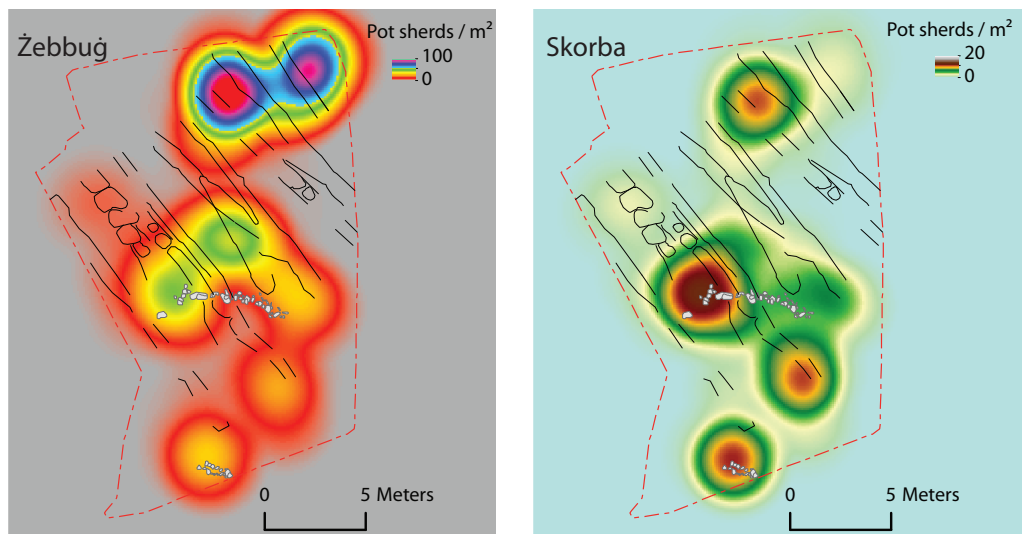 Żebbuġ
Pot sherds / m²
100
0
0 5 Meters
Skorba
Pot sherds / m²
20
0
0 5 Meters